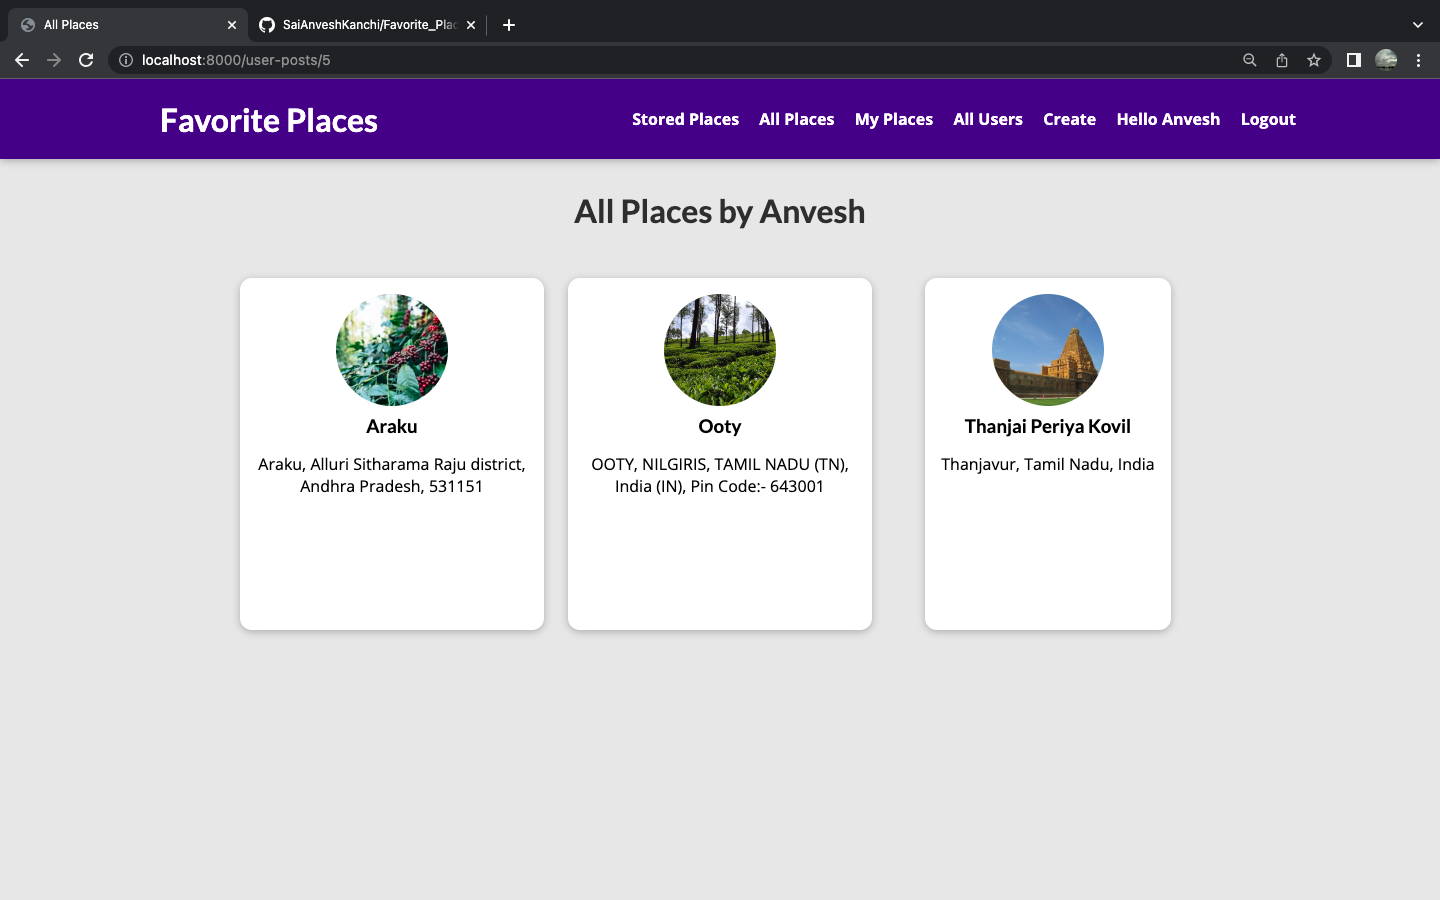 All Places
SaiAnveshKanchi/Favorite_Plac
localhost:8000/user-posts/5
Favorite Places
Stored Places
All Places
My Places
All Users
Create
Hello Anvesh
Logout
All Places by Anvesh
Araku
Araku, Alluri Sitharama Raju district,
Andhra Pradesh, 531151
Ooty
OOTY, NILGIRIS, TAMIL NADU (TN),
India (IN), Pin Code:- 643001
Thanjai Periya Kovil
Thanjavur, Tamil Nadu, India